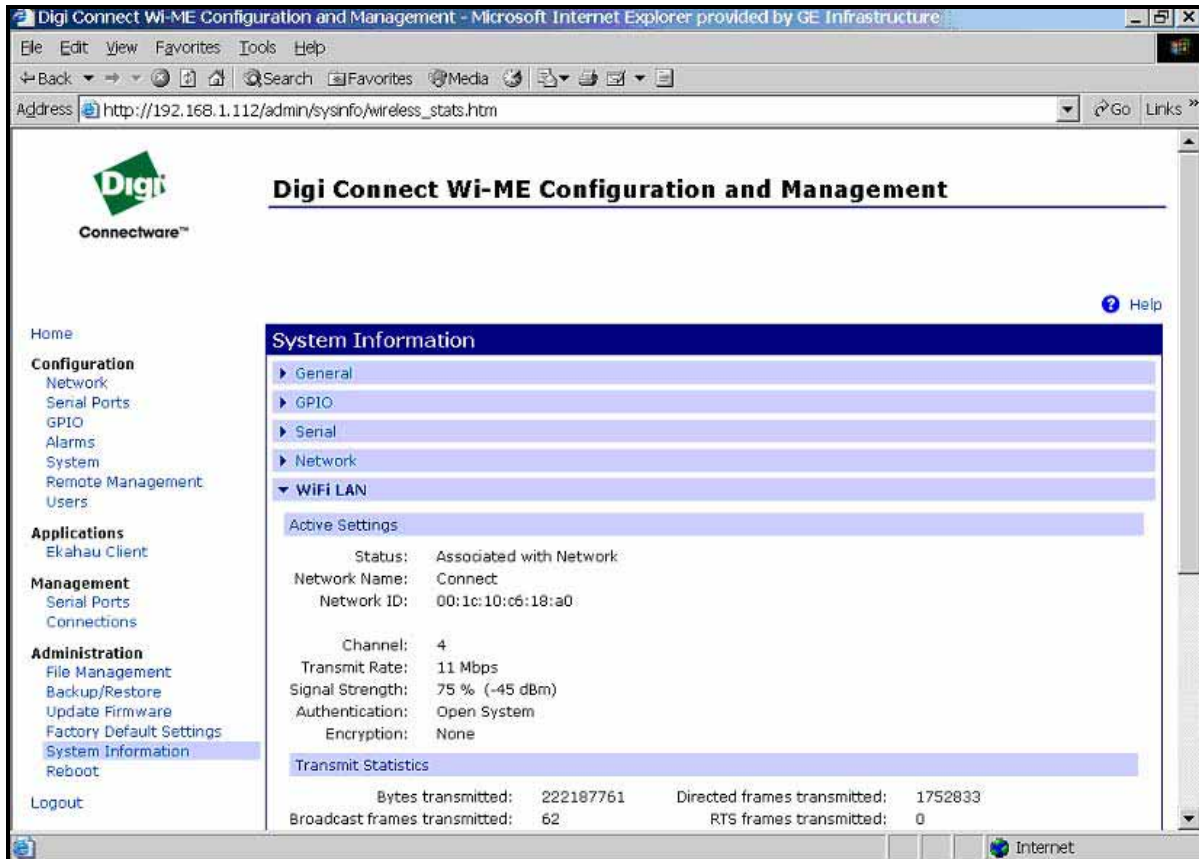 Digi Connect Wi-ME Configuration and Management - Microsoft Internet Explorer provided by GE Infrastructure
File Edit View Favorites Tools Help
Back Search Favorites Media
Address http://192.168.1.112/admin/sysinfo/wireless_stats.htm Go Links »
Digi
Connectware™
Digi Connect Wi-ME Configuration and Management
? Help
Home
Configuration
Network
Serial Ports
GPIO
Alarms
System
Remote Management
Users
Applications
Ekahau Client
Management
Serial Ports
Connections
Administration
File Management
Backup/Restore
Update Firmware
Factory Default Settings
System Information
Reboot
Logout
System Information
General
GPIO
Serial
Network
WiFi LAN
Active Settings
Status: Associated with Network
Network Name: Connect
Network ID: 00:1c:10:c6:18:a0
Channel: 4
Transmit Rate: 11 Mbps
Signal Strength: 75 % (-45 dBm)
Authentication: Open System
Encryption: None
Transmit Statistics
Bytes transmitted: 222187761 Directed frames transmitted: 1752833
Broadcast frames transmitted: 62 RTS frames transmitted: 0
Internet